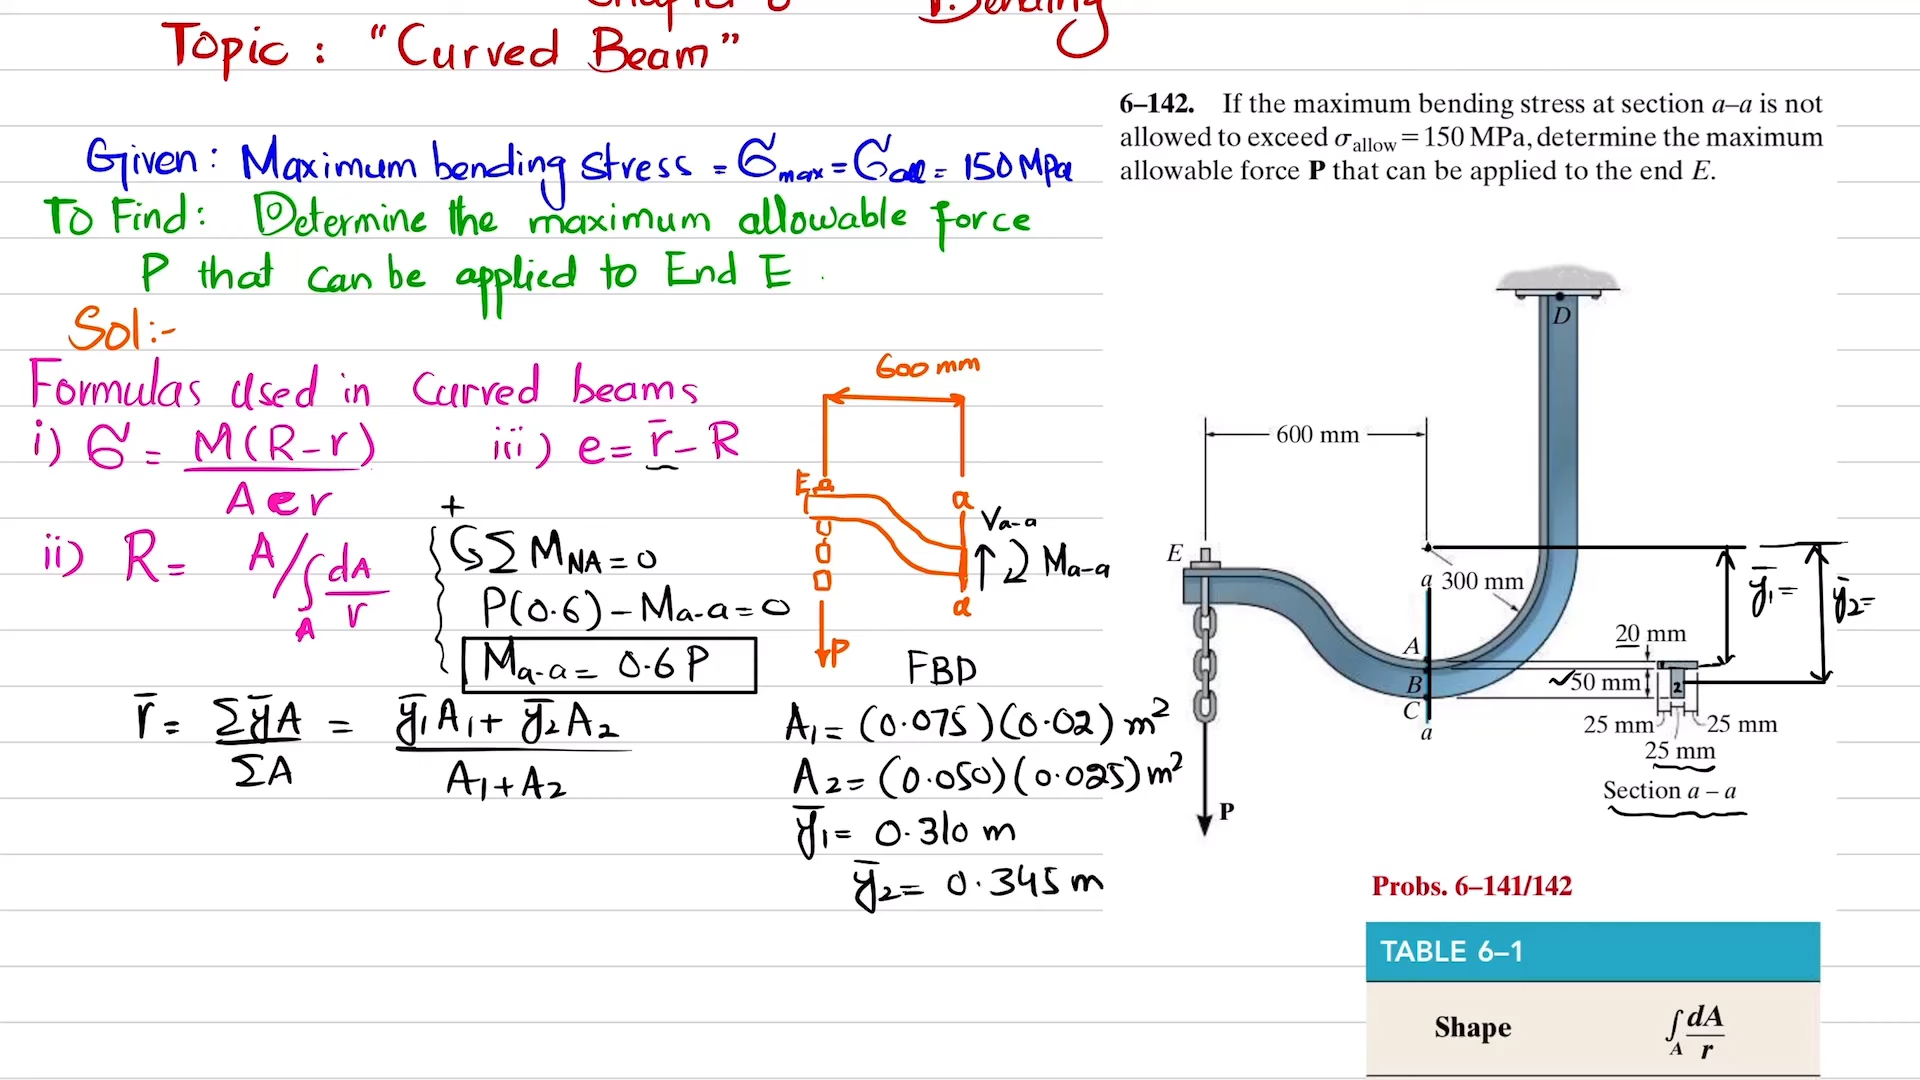 Topic : "Curved Beam"
Bending
6–142. If the maximum bending stress at section a–a is not
allowed to exceed σallow = 150 MPa, determine the maximum
allowable force P that can be applied to the end E.
Given: Maximum bending Stress = σmax = σall = 150 MPa
To Find: Determine the maximum allowable force
P that can be applied to End E.
Sol:-
Formulas Used in Curved beams
i) σ = M(R-r) / Aer
iii) e = r̄ - R
ii) R = A / ∫A dA/r
+
↺ ΣMNA = 0
P(0.6) - Ma-a = 0
Ma-a = 0.6 P
r̄ = ΣȳA / ΣA = ȳ1A1 + ȳ2A2 / A1 + A2
600 mm
E
a
Va-a
Ma-a
a
P
FBD
A1 = (0.075)(0.02) m²
A2 = (0.050)(0.025) m²
ȳ1 = 0.310 m
ȳ2 = 0.345 m
D
600 mm
E
a 300 mm
ȳ1 =
ȳ2 =
20 mm
A
B
✓50 mm
2
C
a
25 mm
25 mm
25 mm
Section a – a
P
Probs. 6–141/142
TABLE 6–1
Shape
∫A dA/r